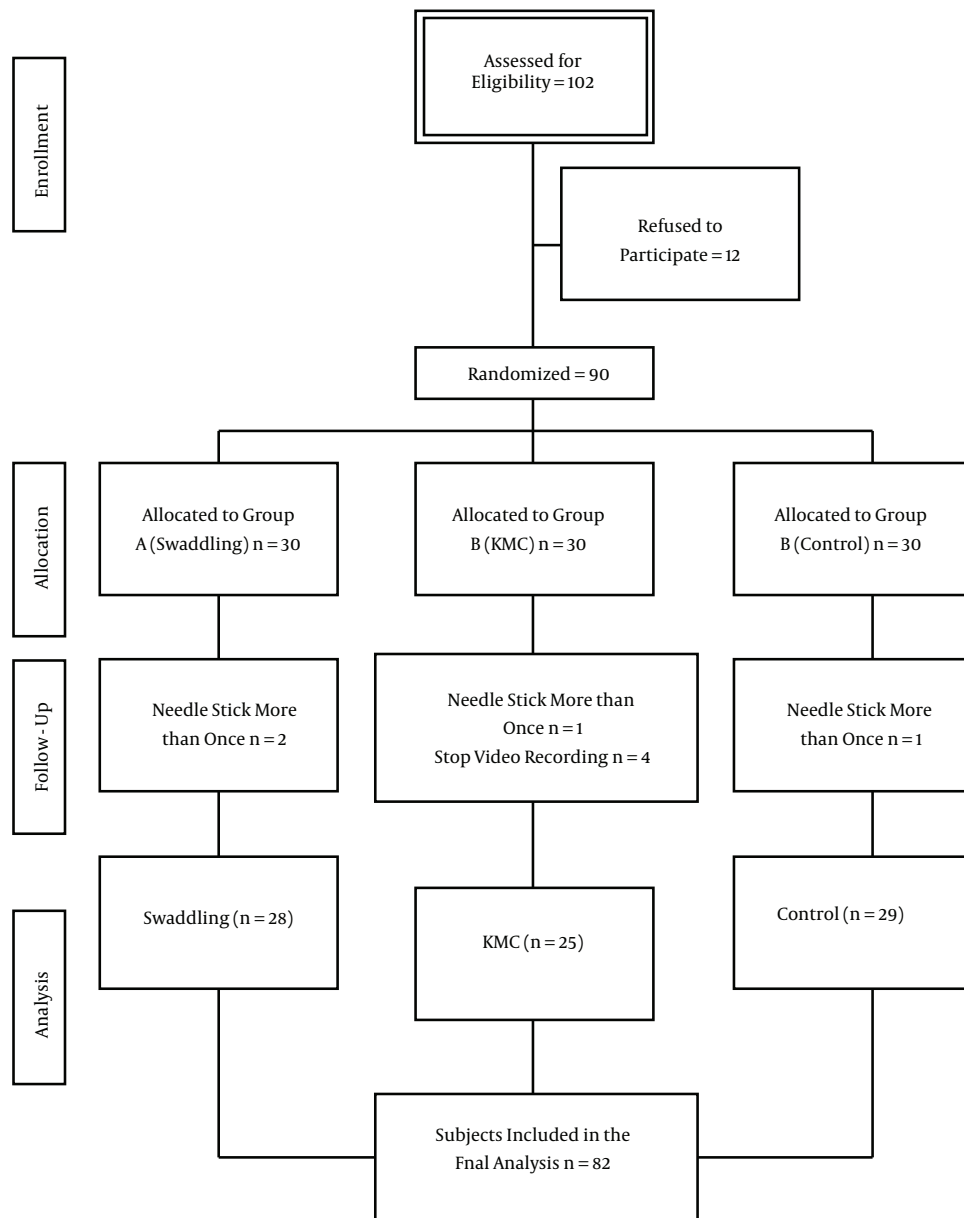 Enrollment
Assessed for
Eligibility = 102
Refused to
Participate = 12
Randomized = 90
Allocation
Allocated to Group
A (Swaddling) n = 30
Allocated to Group
B (KMC) n = 30
Allocated to Group
B (Control) n = 30
Follow - Up
Needle Stick More
than Once n = 2
Needle Stick More than
Once n = 1
Stop Video Recording n = 4
Needle Stick More
than Once n = 1
Analysis
Swaddling (n = 28)
KMC (n = 25)
Control (n = 29)
Subjects Included in the
Fnal Analysis n = 82